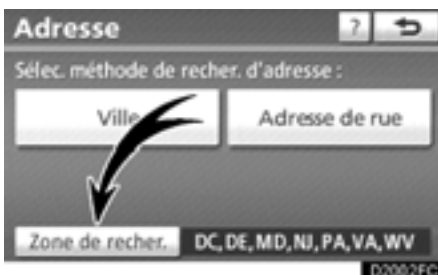 Adresse ?
Sélec. méthode de recher. d'adresse :
Ville Adresse de rue
Zone de recher. DC, DE, MD, NJ, PA, VA, WV
D2002FC